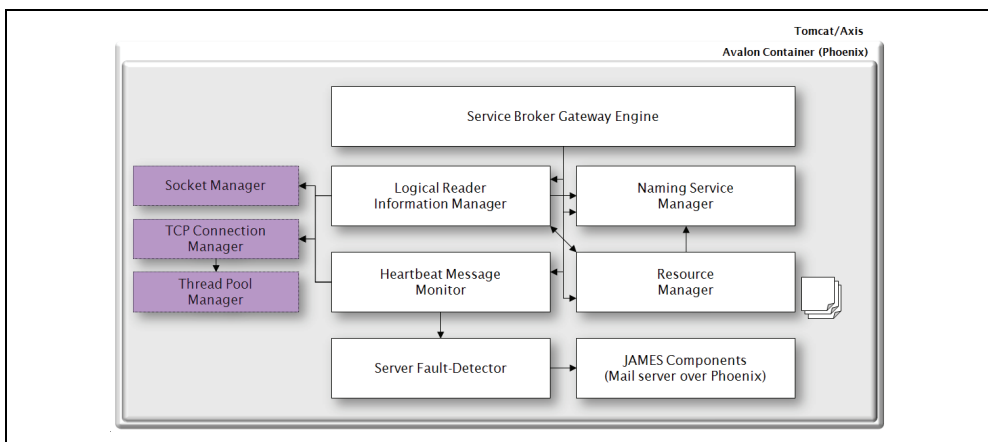 Tomcat/Axis
Avalon Container (Phoenix)
Service Broker Gateway Engine
Socket Manager
Logical Reader
Information Manager
Naming Service
Manager
TCP Connection
Manager
Thread Pool
Manager
Heartbeat Message
Monitor
Resource
Manager
Server Fault-Detector
JAMES Components
(Mail server over Phoenix)